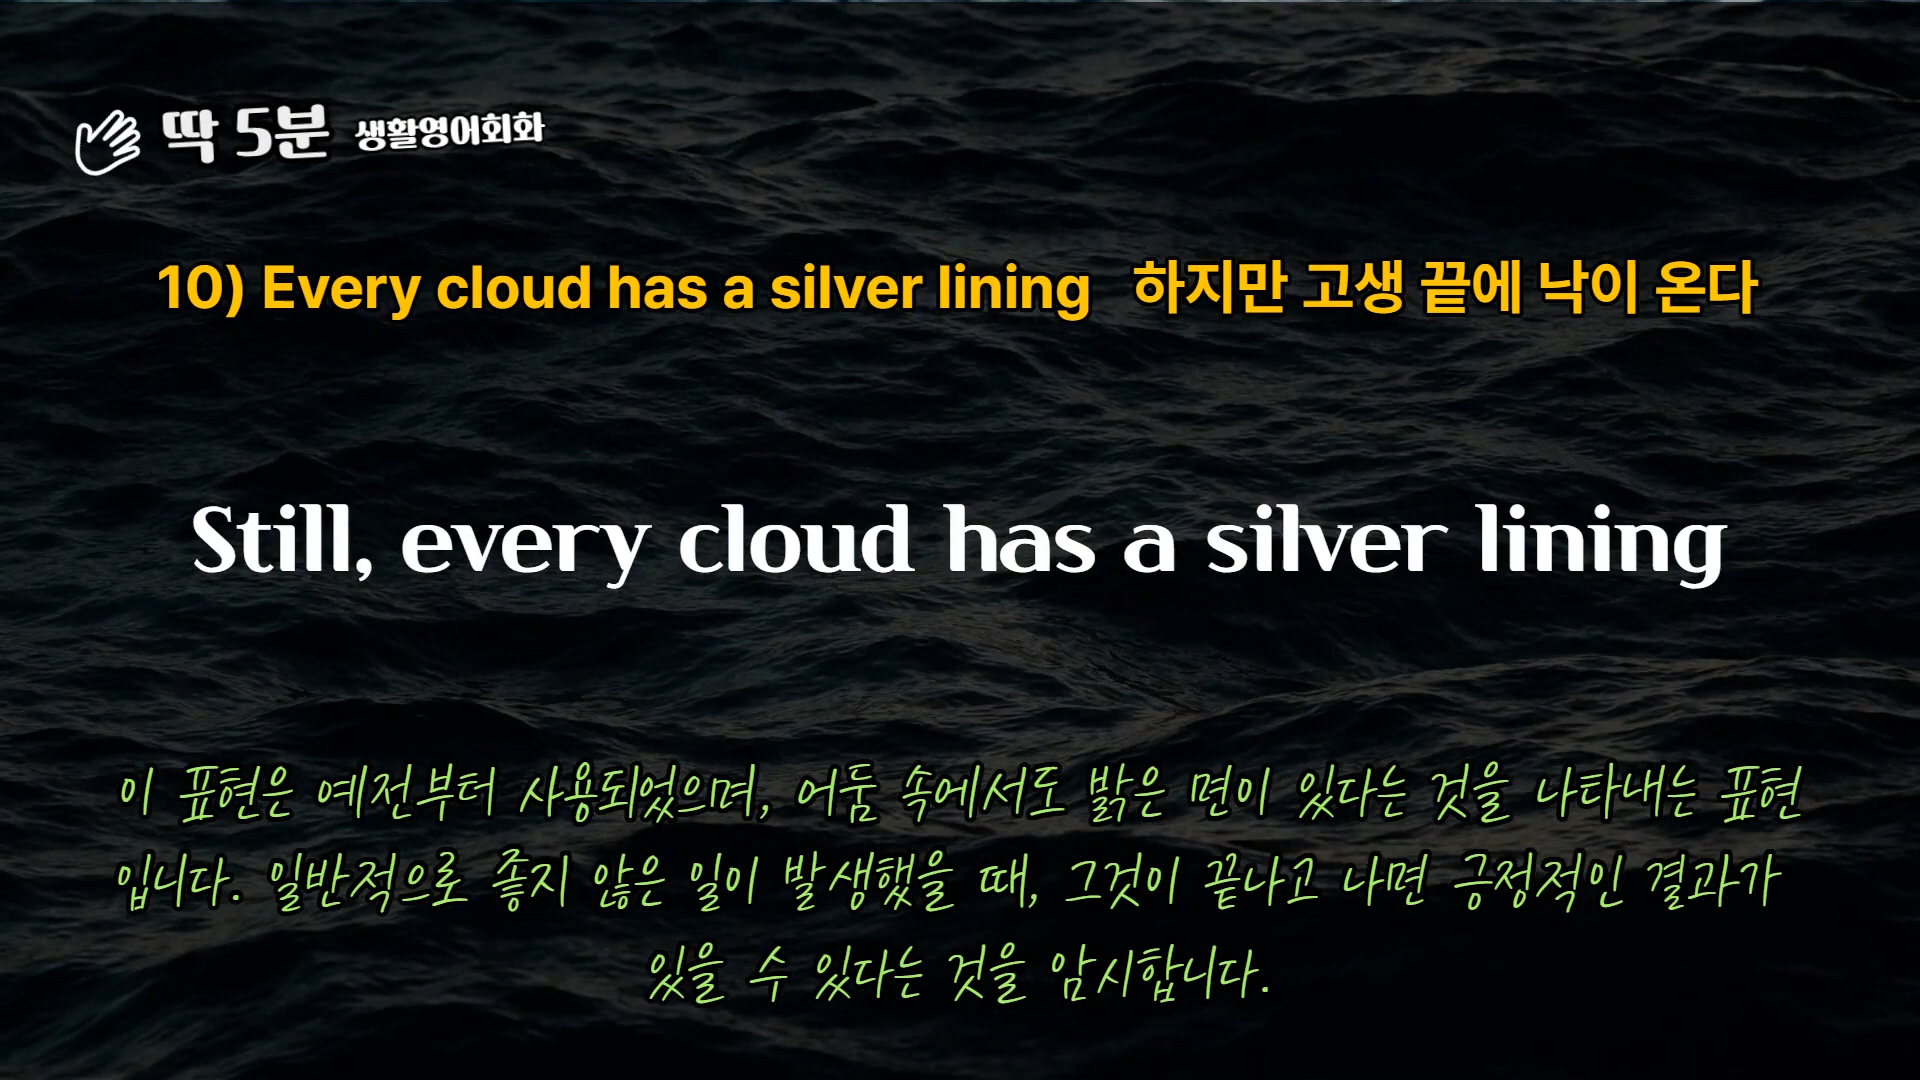 딱 5분 생활영어회화
10) Every cloud has a silver lining 하지만 고생 끝에 낙이 온다
Still, every cloud has a silver lining
이 표현은 예전부터 사용되었으며, 어둠 속에서도 밝은 면이 있다는 것을 나타내는 표현
입니다. 일반적으로 좋지 않은 일이 발생했을 때, 그것이 끝나고 나면 긍정적인 결과가
있을 수 있다는 것을 암시합니다.